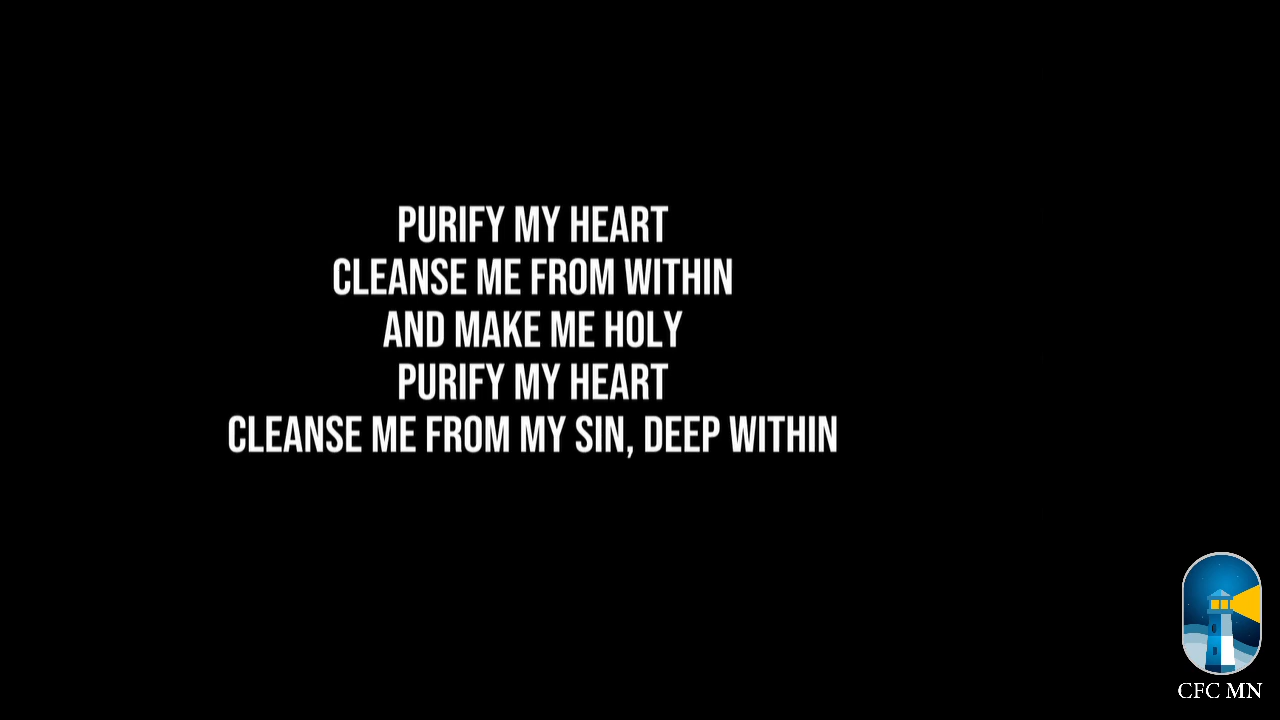 PURIFY MY HEART
CLEANSE ME FROM WITHIN
AND MAKE ME HOLY
PURIFY MY HEART
CLEANSE ME FROM MY SIN, DEEP WITHIN
CFC MN